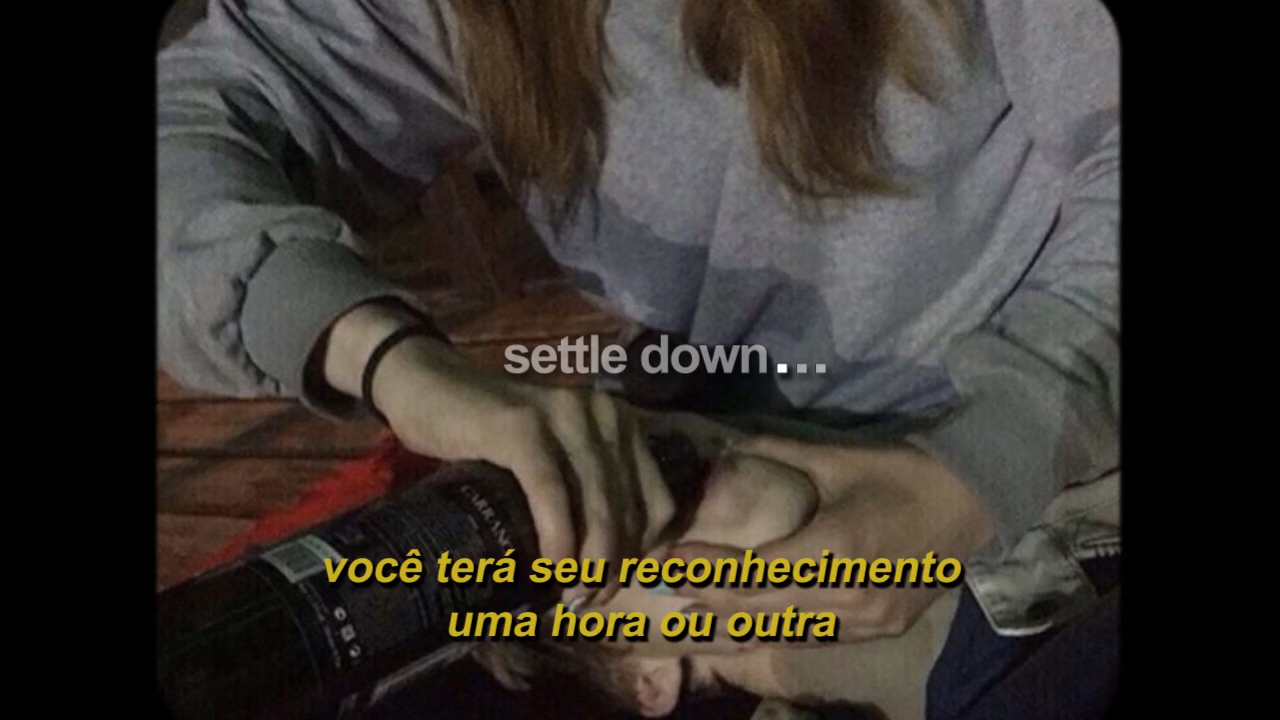 settle down...
você terá seu reconhecimento
uma hora ou outra